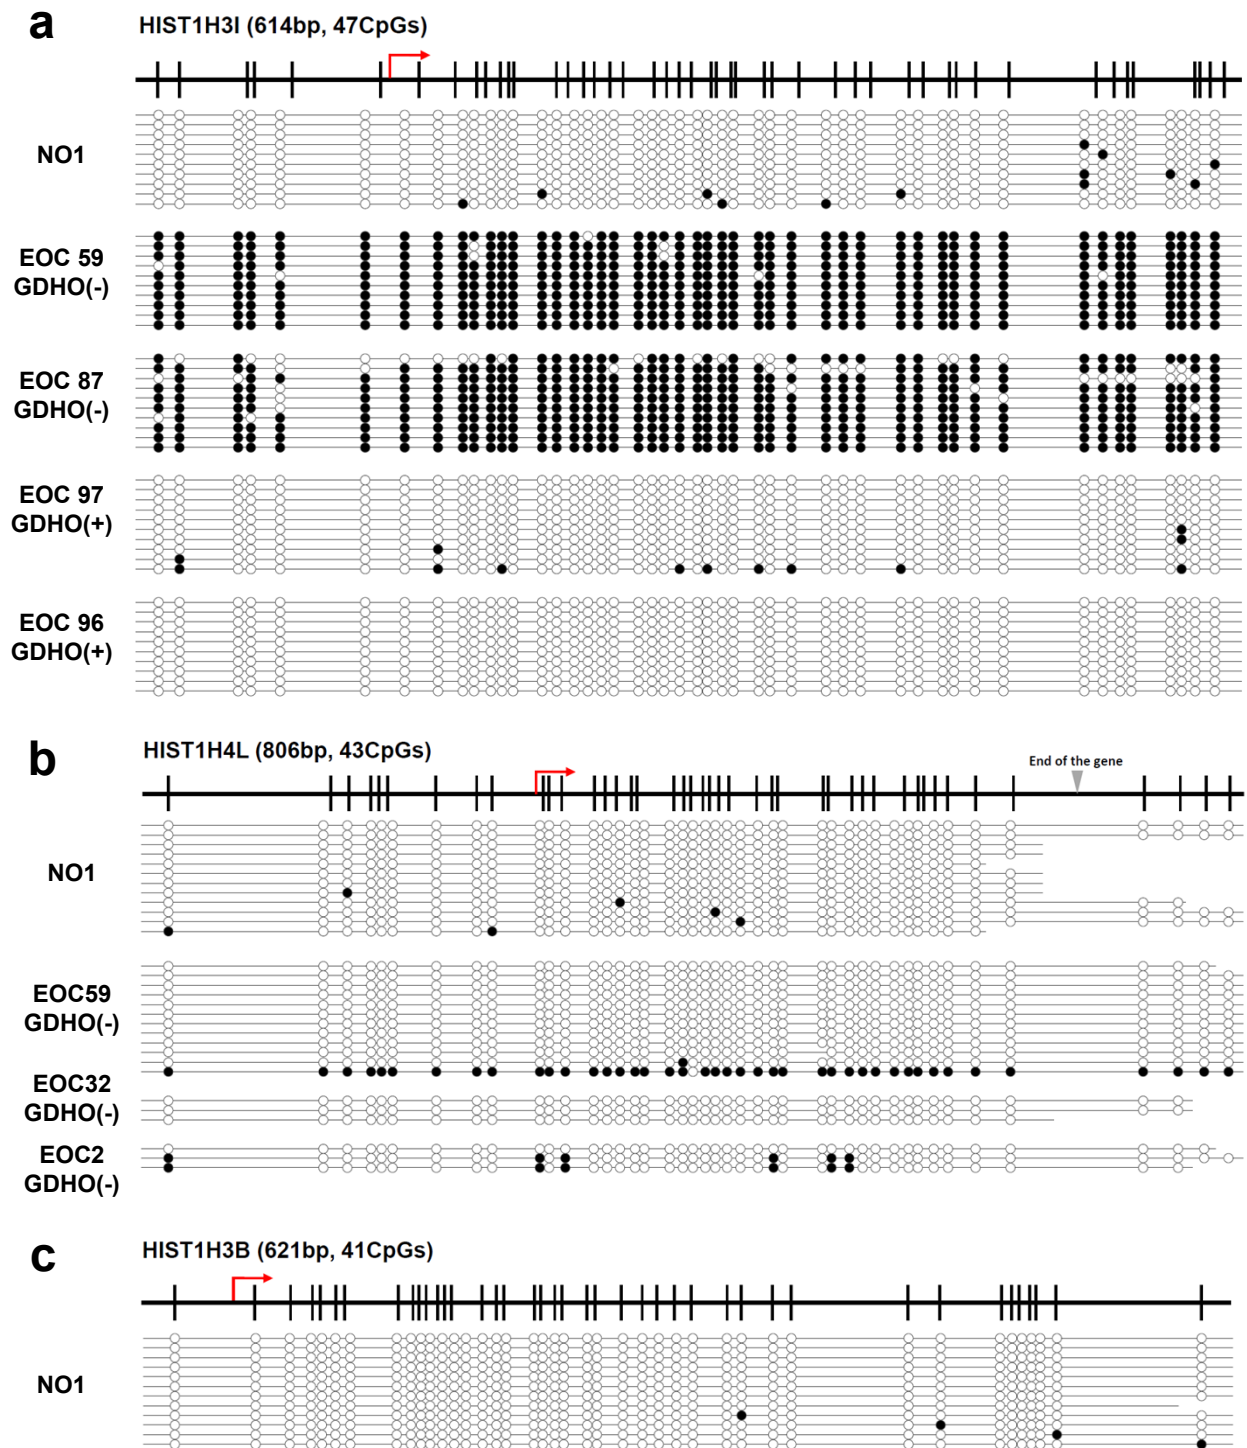 a
HIST1H3I (614bp, 47CpGs)
NO1
EOC 59
GDHO(-)
EOC 87
GDHO(-)
EOC 97
GDHO(+)
EOC 96
GDHO(+)
b
HIST1H4L (806bp, 43CpGs)
End of the gene
NO1
EOC59
GDHO(-)
EOC32
GDHO(-)
EOC2
GDHO(-)
c
HIST1H3B (621bp, 41CpGs)
NO1